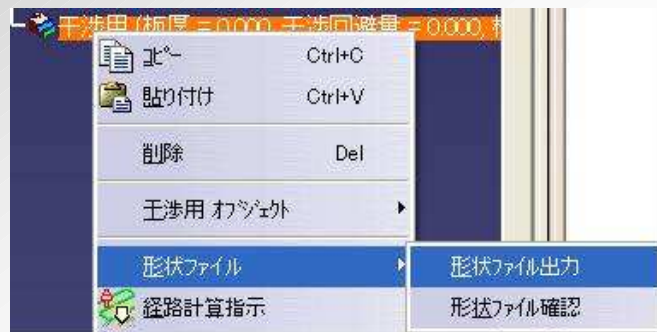 干渉用 (板厚 = 0.000, 干渉回避量 = 0.000,
コピー Ctrl+C
貼り付け Ctrl+V
削除 Del
干渉用 オブジェクト
形状ファイル
形状ファイル出力
経路計算指示
形状ファイル確認